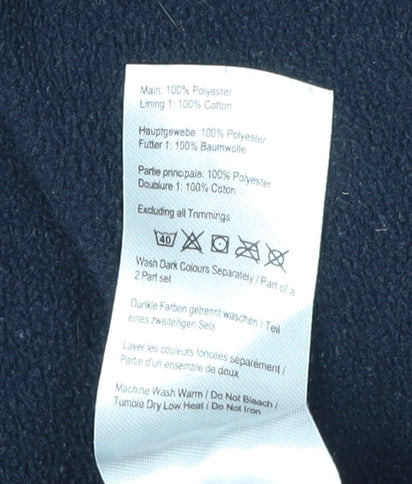 Main: 100% Polyester
Lining 1: 100% Cotton
Hauptgewebe: 100% Polyester
Futter 1: 100% Baumwolle
Partie principale: 100% Polyester
Doublure 1: 100% Coton
Excluding all Trimmings
40
Wash Dark Colours Separately / Part of a
2 Part set
Dunkle Farben getrennt waschen / Teil
eines zweiteiligen Sets
Laver les couleurs foncées séparément /
Partie d'un ensemble de deux
Machine Wash Warm / Do Not Bleach /
Tumble Dry Low Heat / Do Not Iron